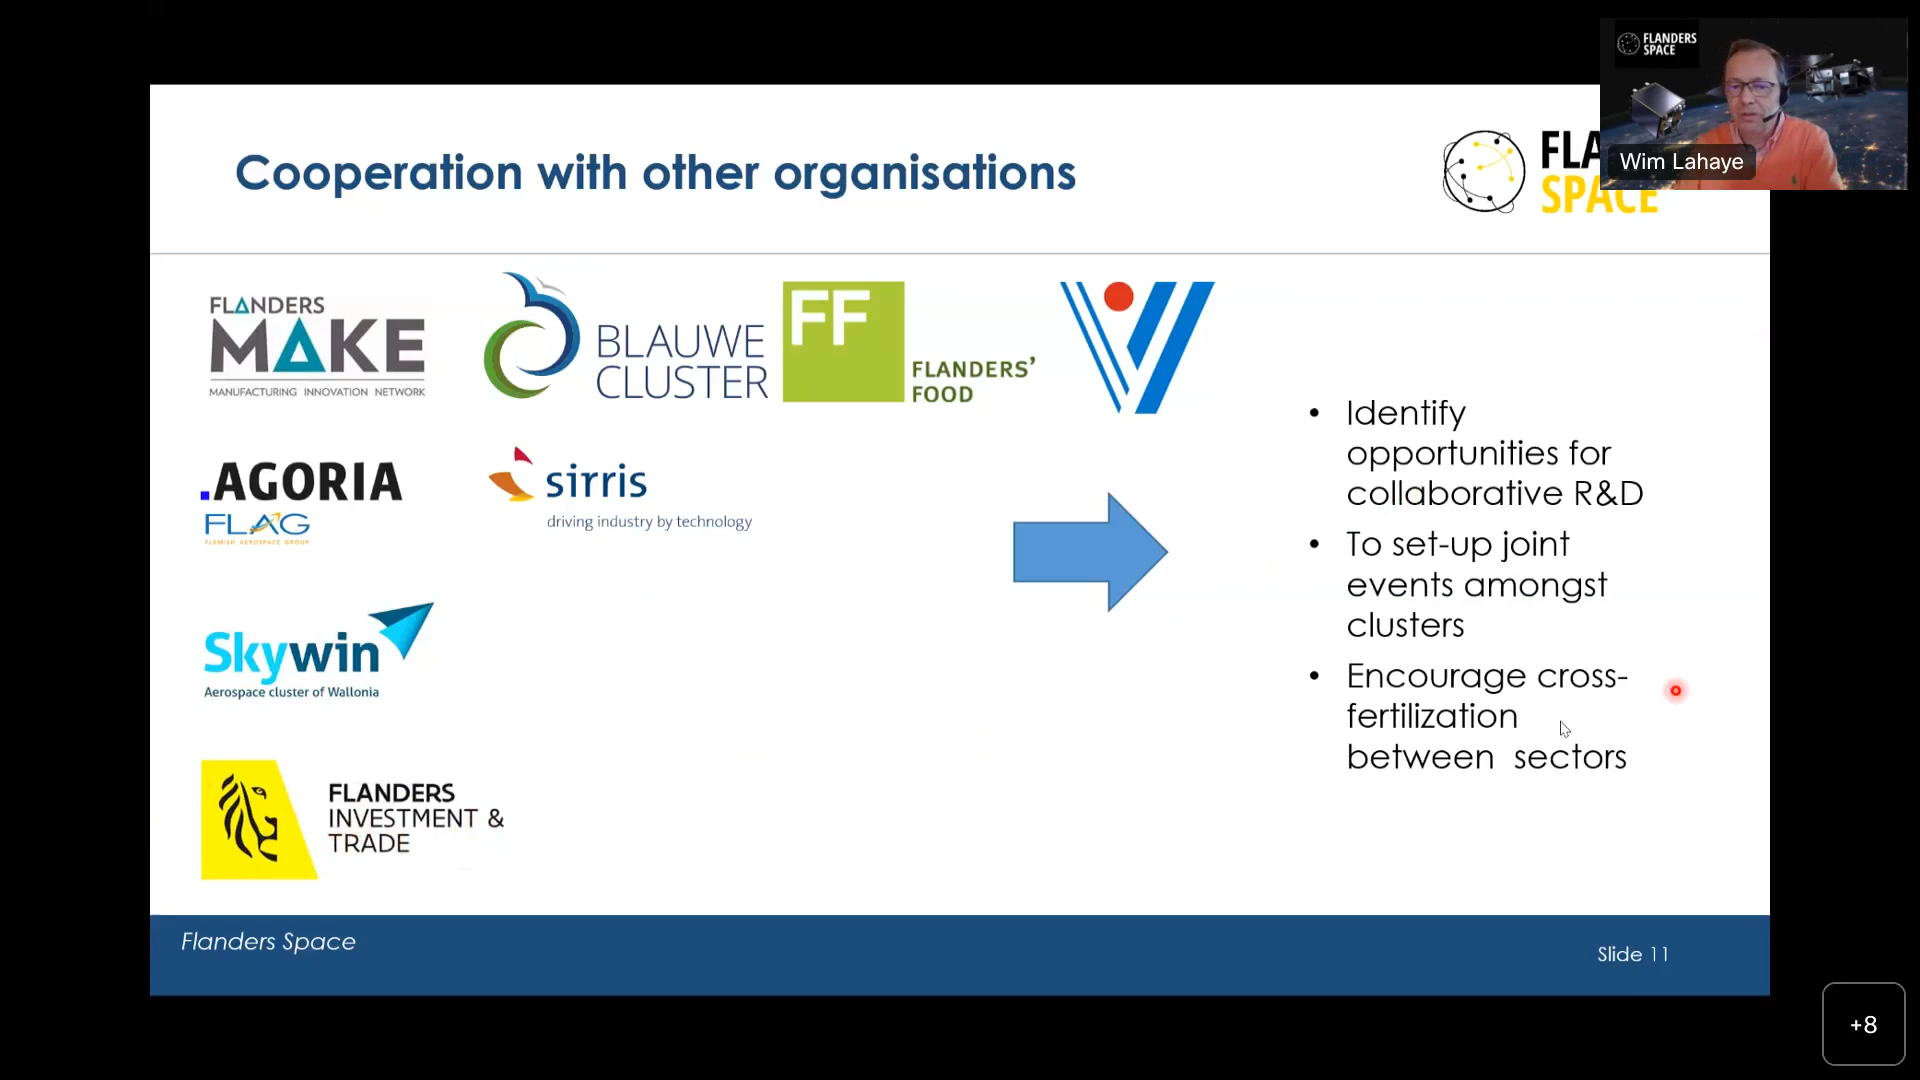 FLANDERS
SPACE
Wim Lahaye
Cooperation with other organisations
FLA
SPACE
FLANDERS
MAKE
MANUFACTURING INNOVATION NETWORK
BLAUWE
CLUSTER
FF
FLANDERS'
FOOD
.AGORIA
FLAG
FLEMISH AEROSPACE GROUP
sirris
driving industry by technology
Skywin
Aerospace cluster of Wallonia
FLANDERS
INVESTMENT &
TRADE
• Identify
opportunities for
collaborative R&D
• To set-up joint
events amongst
clusters
• Encourage cross-
fertilization
between  sectors
Flanders Space
Slide 11
+8